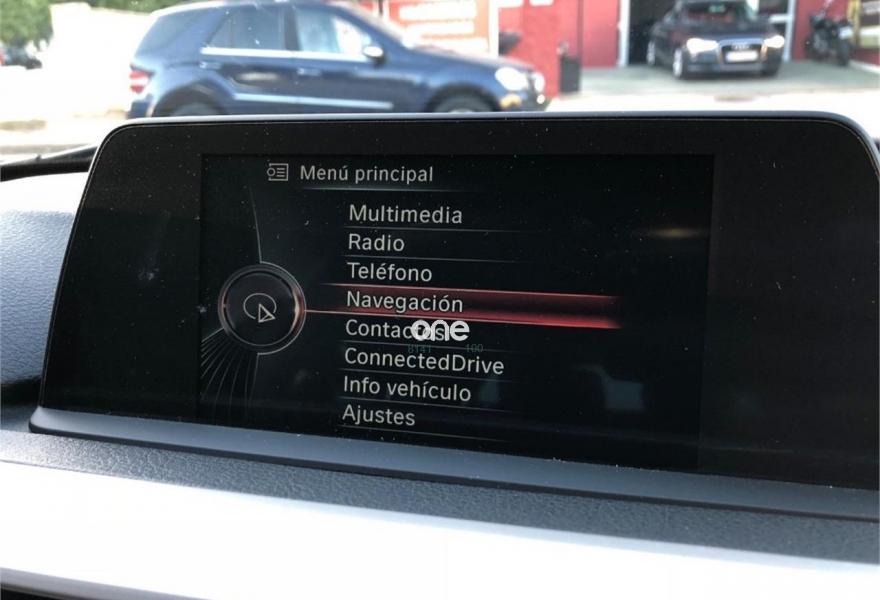 Menú principal
Multimedia
Radio
Teléfono
Navegación
Contactos
one
ConnectedDrive
Info vehículo
Ajustes